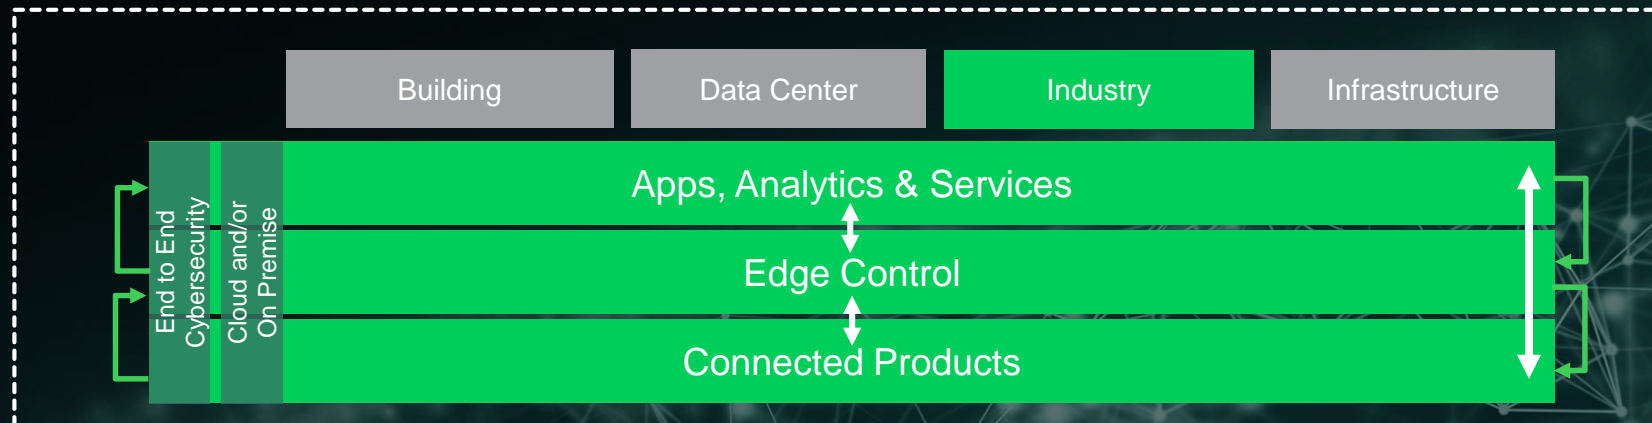 Building
Data Center
Industry
Infrastructure
End to End
Cybersecurity
Cloud and/or
On Premise
Apps, Analytics & Services
Edge Control
Connected Products